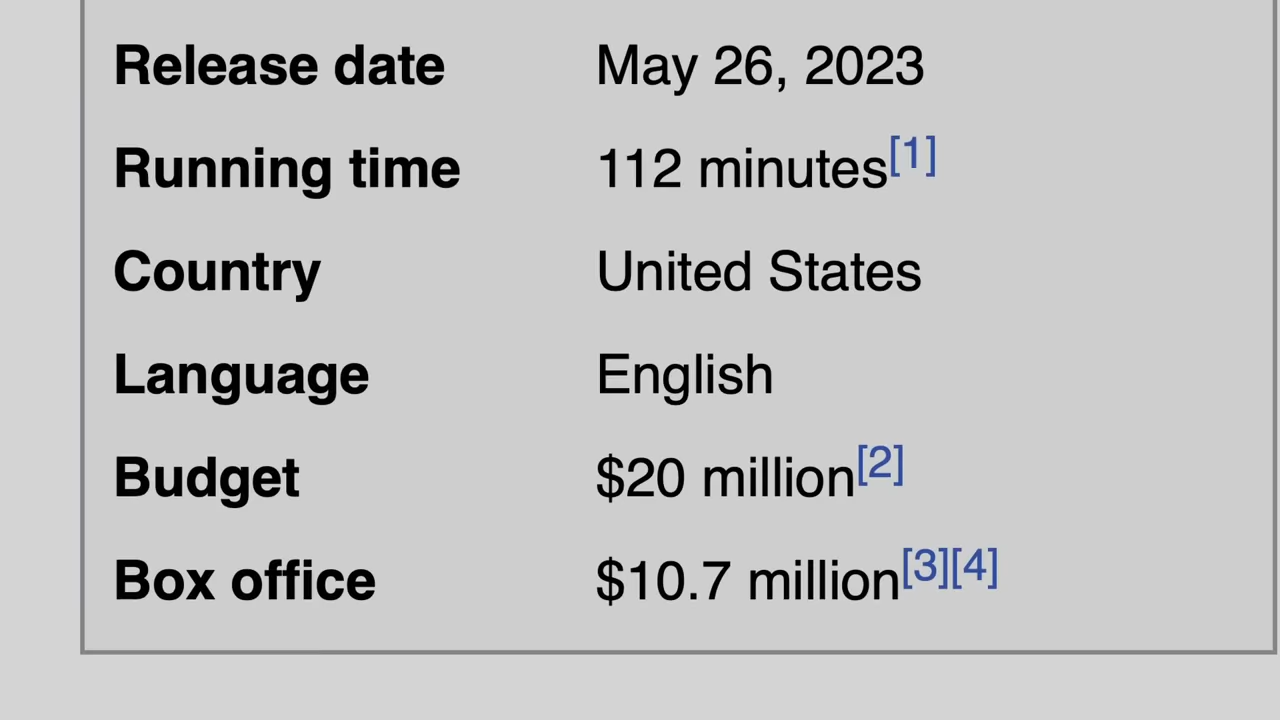 Release date May 26, 2023
Running time 112 minutes[1]
Country United States
Language English
Budget $20 million[2]
Box office $10.7 million[3][4]